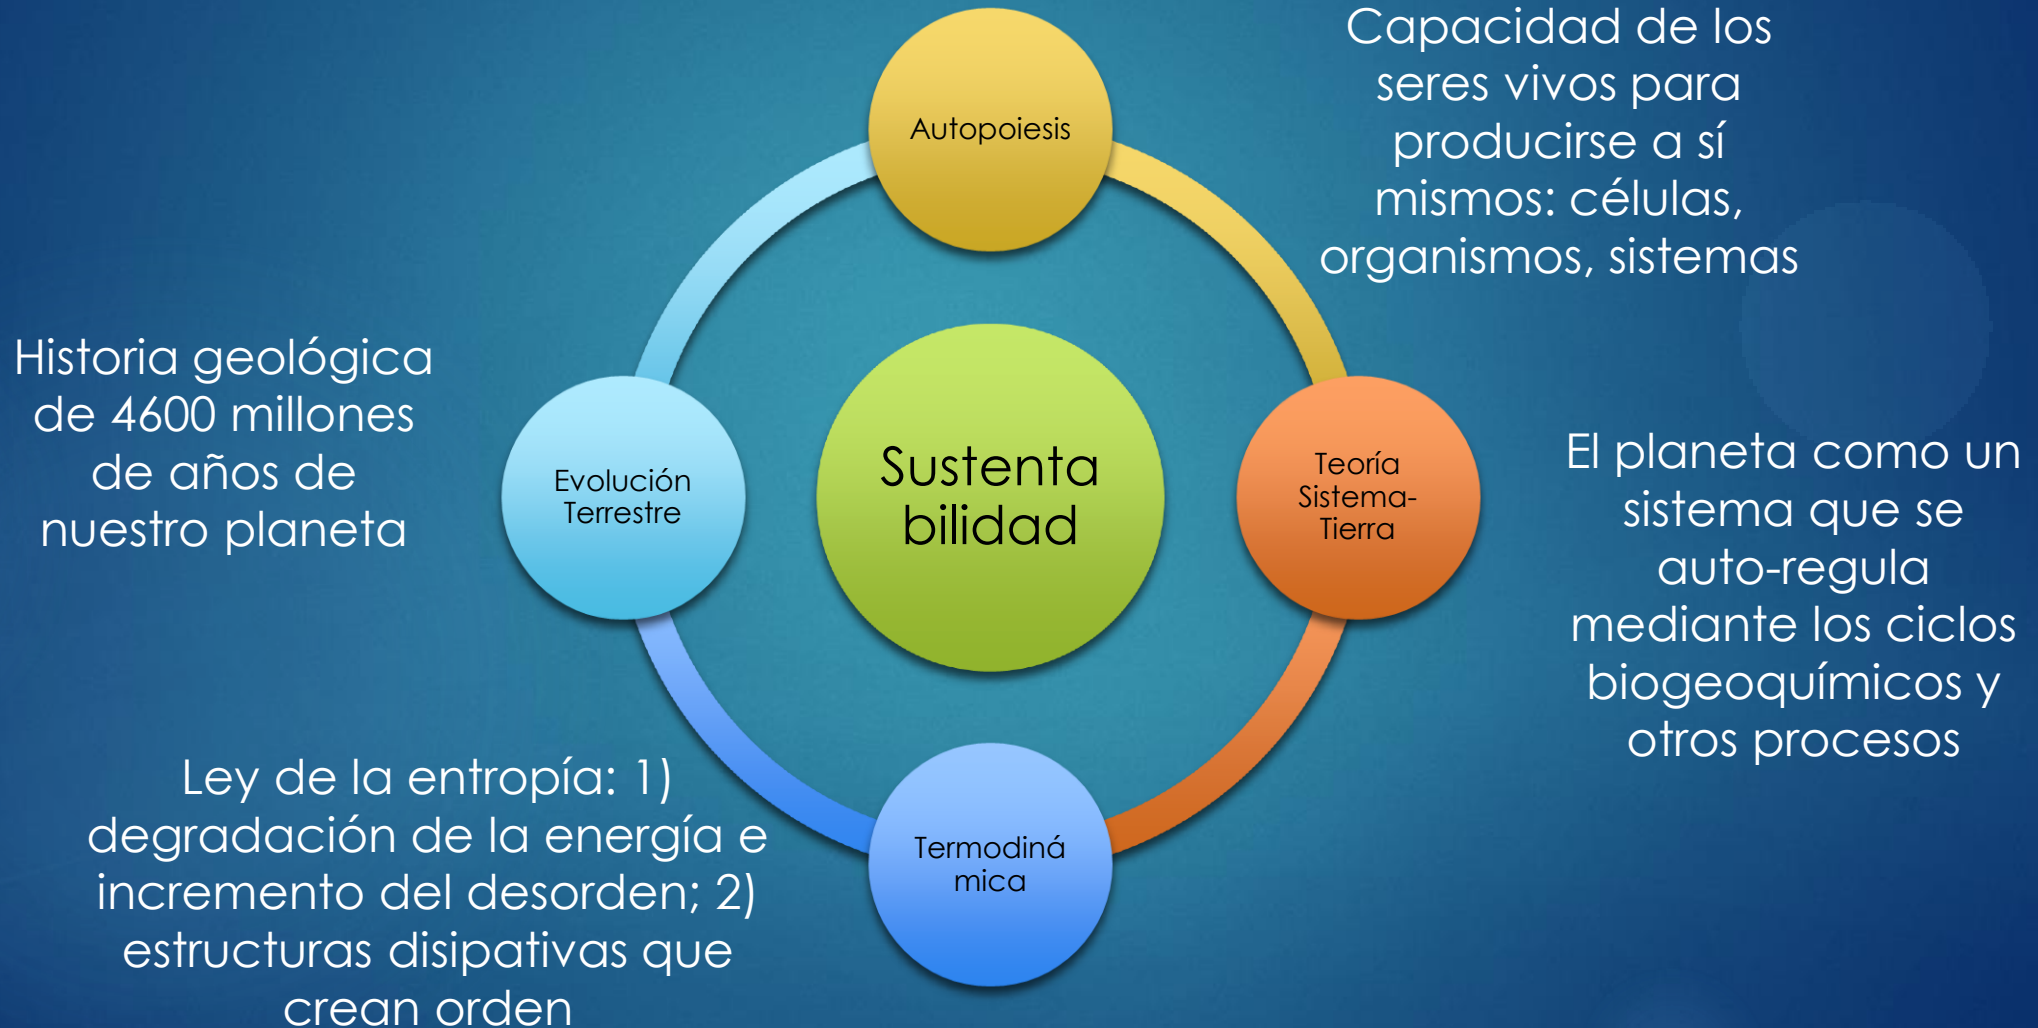 Autopoiesis
Capacidad de los
seres vivos para
producirse a sí
mismos: células,
organismos, sistemas
Historia geológica
de 4600 millones
de años de
nuestro planeta
Evolución
Terrestre
Sustenta
bilidad
Teoría
Sistema-
Tierra
El planeta como un
sistema que se
auto-regula
mediante los ciclos
biogeoquímicos y
otros procesos
Ley de la entropía: 1)
degradación de la energía e
incremento del desorden; 2)
estructuras disipativas que
crean orden
Termodiná
mica